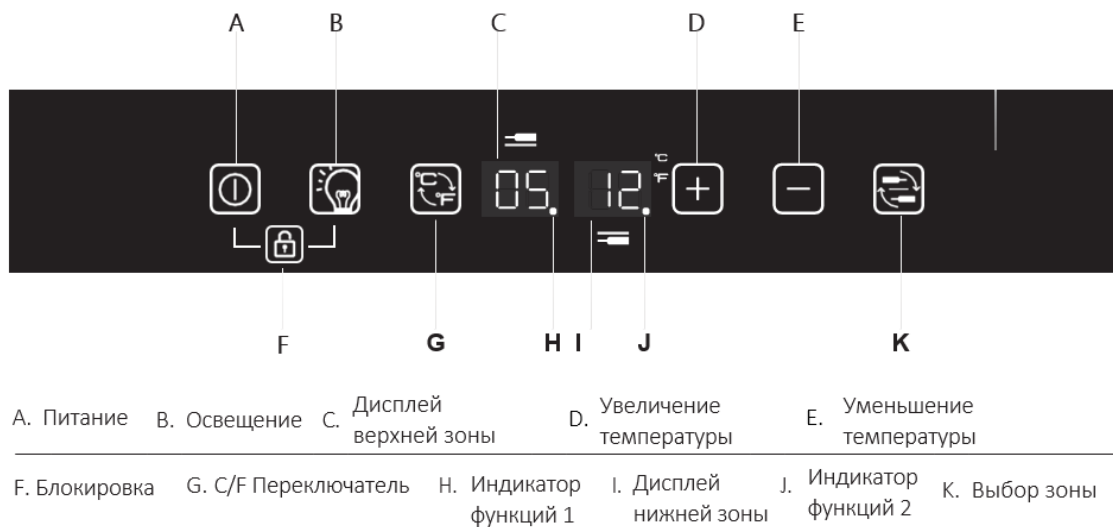 A B C D E
°C
°C °F 05. 12. °F + −
F G H I J K
A. Питание B. Освещение C. Дисплей верхней зоны D. Увеличение температуры E. Уменьшение температуры
F. Блокировка G. C/F Переключатель H. Индикатор функций 1 I. Дисплей нижней зоны J. Индикатор функций 2 K. Выбор зоны